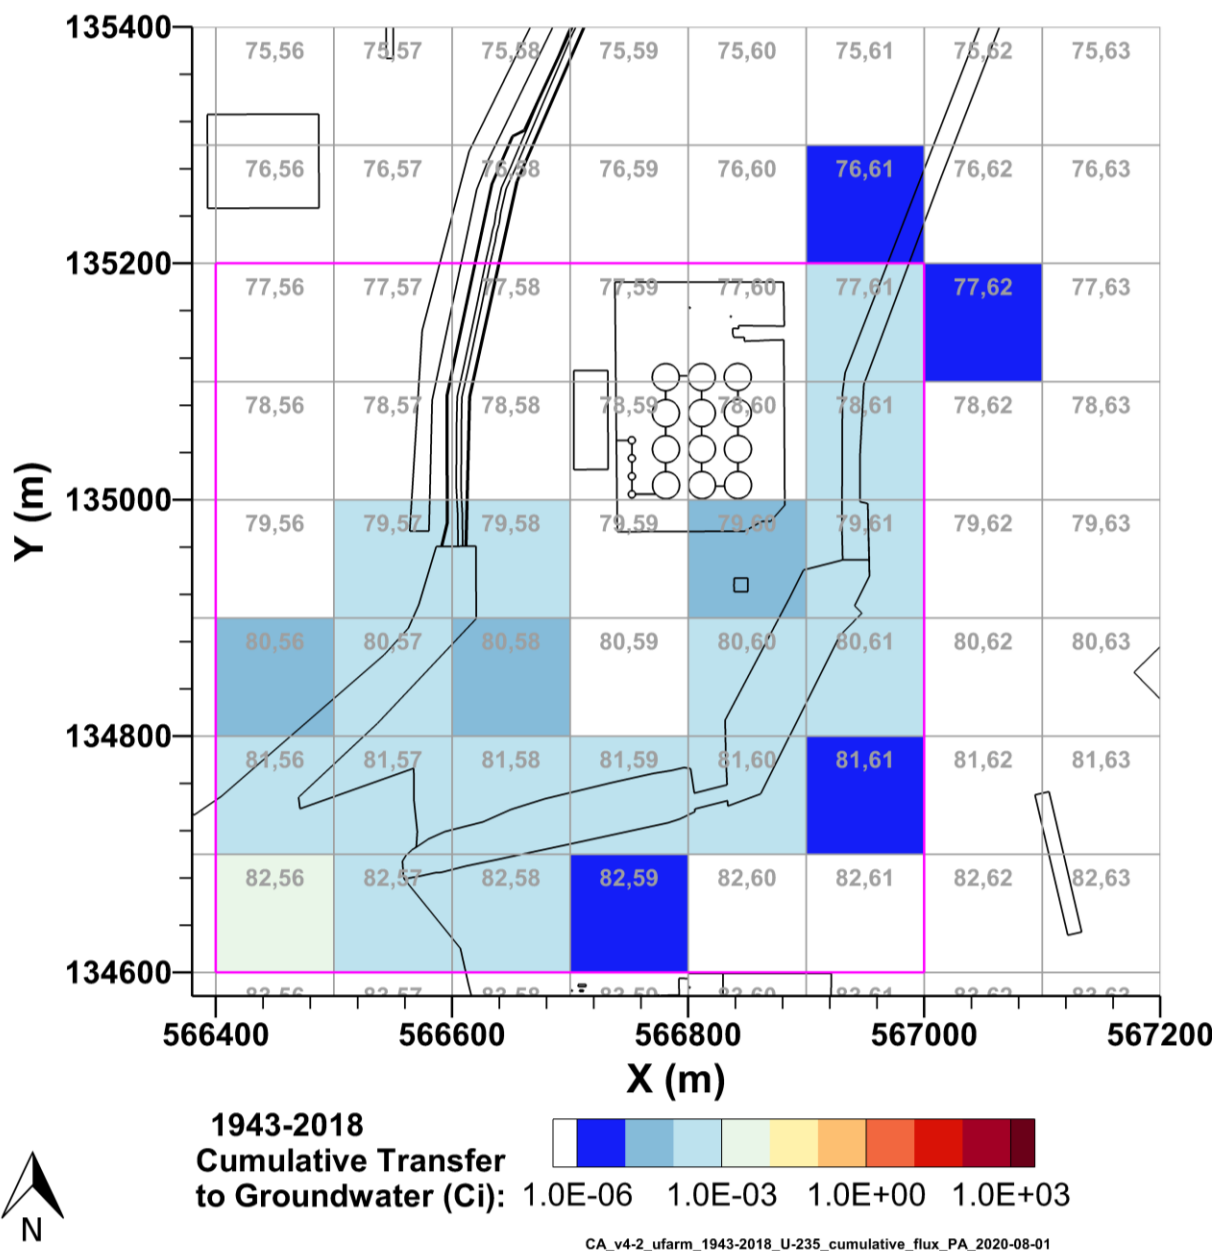 135400
75,56 75,57 75,58 75,59 75,60 75,61 75,62 75,63
76,56 76,57 76,58 76,59 76,60 76,61 76,62 76,63
135200
77,56 77,57 77,58 77,59 77,60 77,61 77,62 77,63
78,56 78,57 78,58 78,59 78,60 78,61 78,62 78,63
135000
79,56 79,57 79,58 79,59 79,60 79,61 79,62 79,63
Y (m)
80,56 80,57 80,58 80,59 80,60 80,61 80,62 80,63
134800
81,56 81,57 81,58 81,59 81,60 81,61 81,62 81,63
82,56 82,57 82,58 82,59 82,60 82,61 82,62 82,63
134600
566400 566600 566800 567000 567200
X (m)
1943-2018
Cumulative Transfer
to Groundwater (Ci): 1.0E-06 1.0E-03 1.0E+00 1.0E+03
N
CA_v4-2_ufarm_1943-2018_U-235_cumulative_flux_PA_2020-08-01